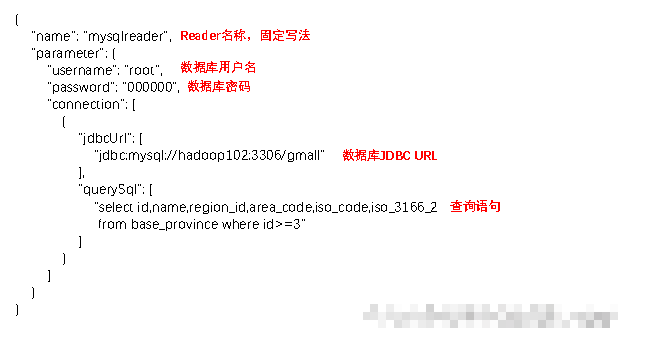 {
"name": "mysqlreader", Reader名称，固定写法
"parameter": {
"username": "root", 数据库用户名
"password": "000000", 数据库密码
"connection": [
{
"jdbcUrl": [
"jdbc:mysql://hadoop102:3306/gmall" 数据库JDBC URL
],
"querySql": [
"select id,name,region_id,area_code,iso_code,iso_3166_2 查询语句
from base_province where id>=3"
]
}
]
}
}